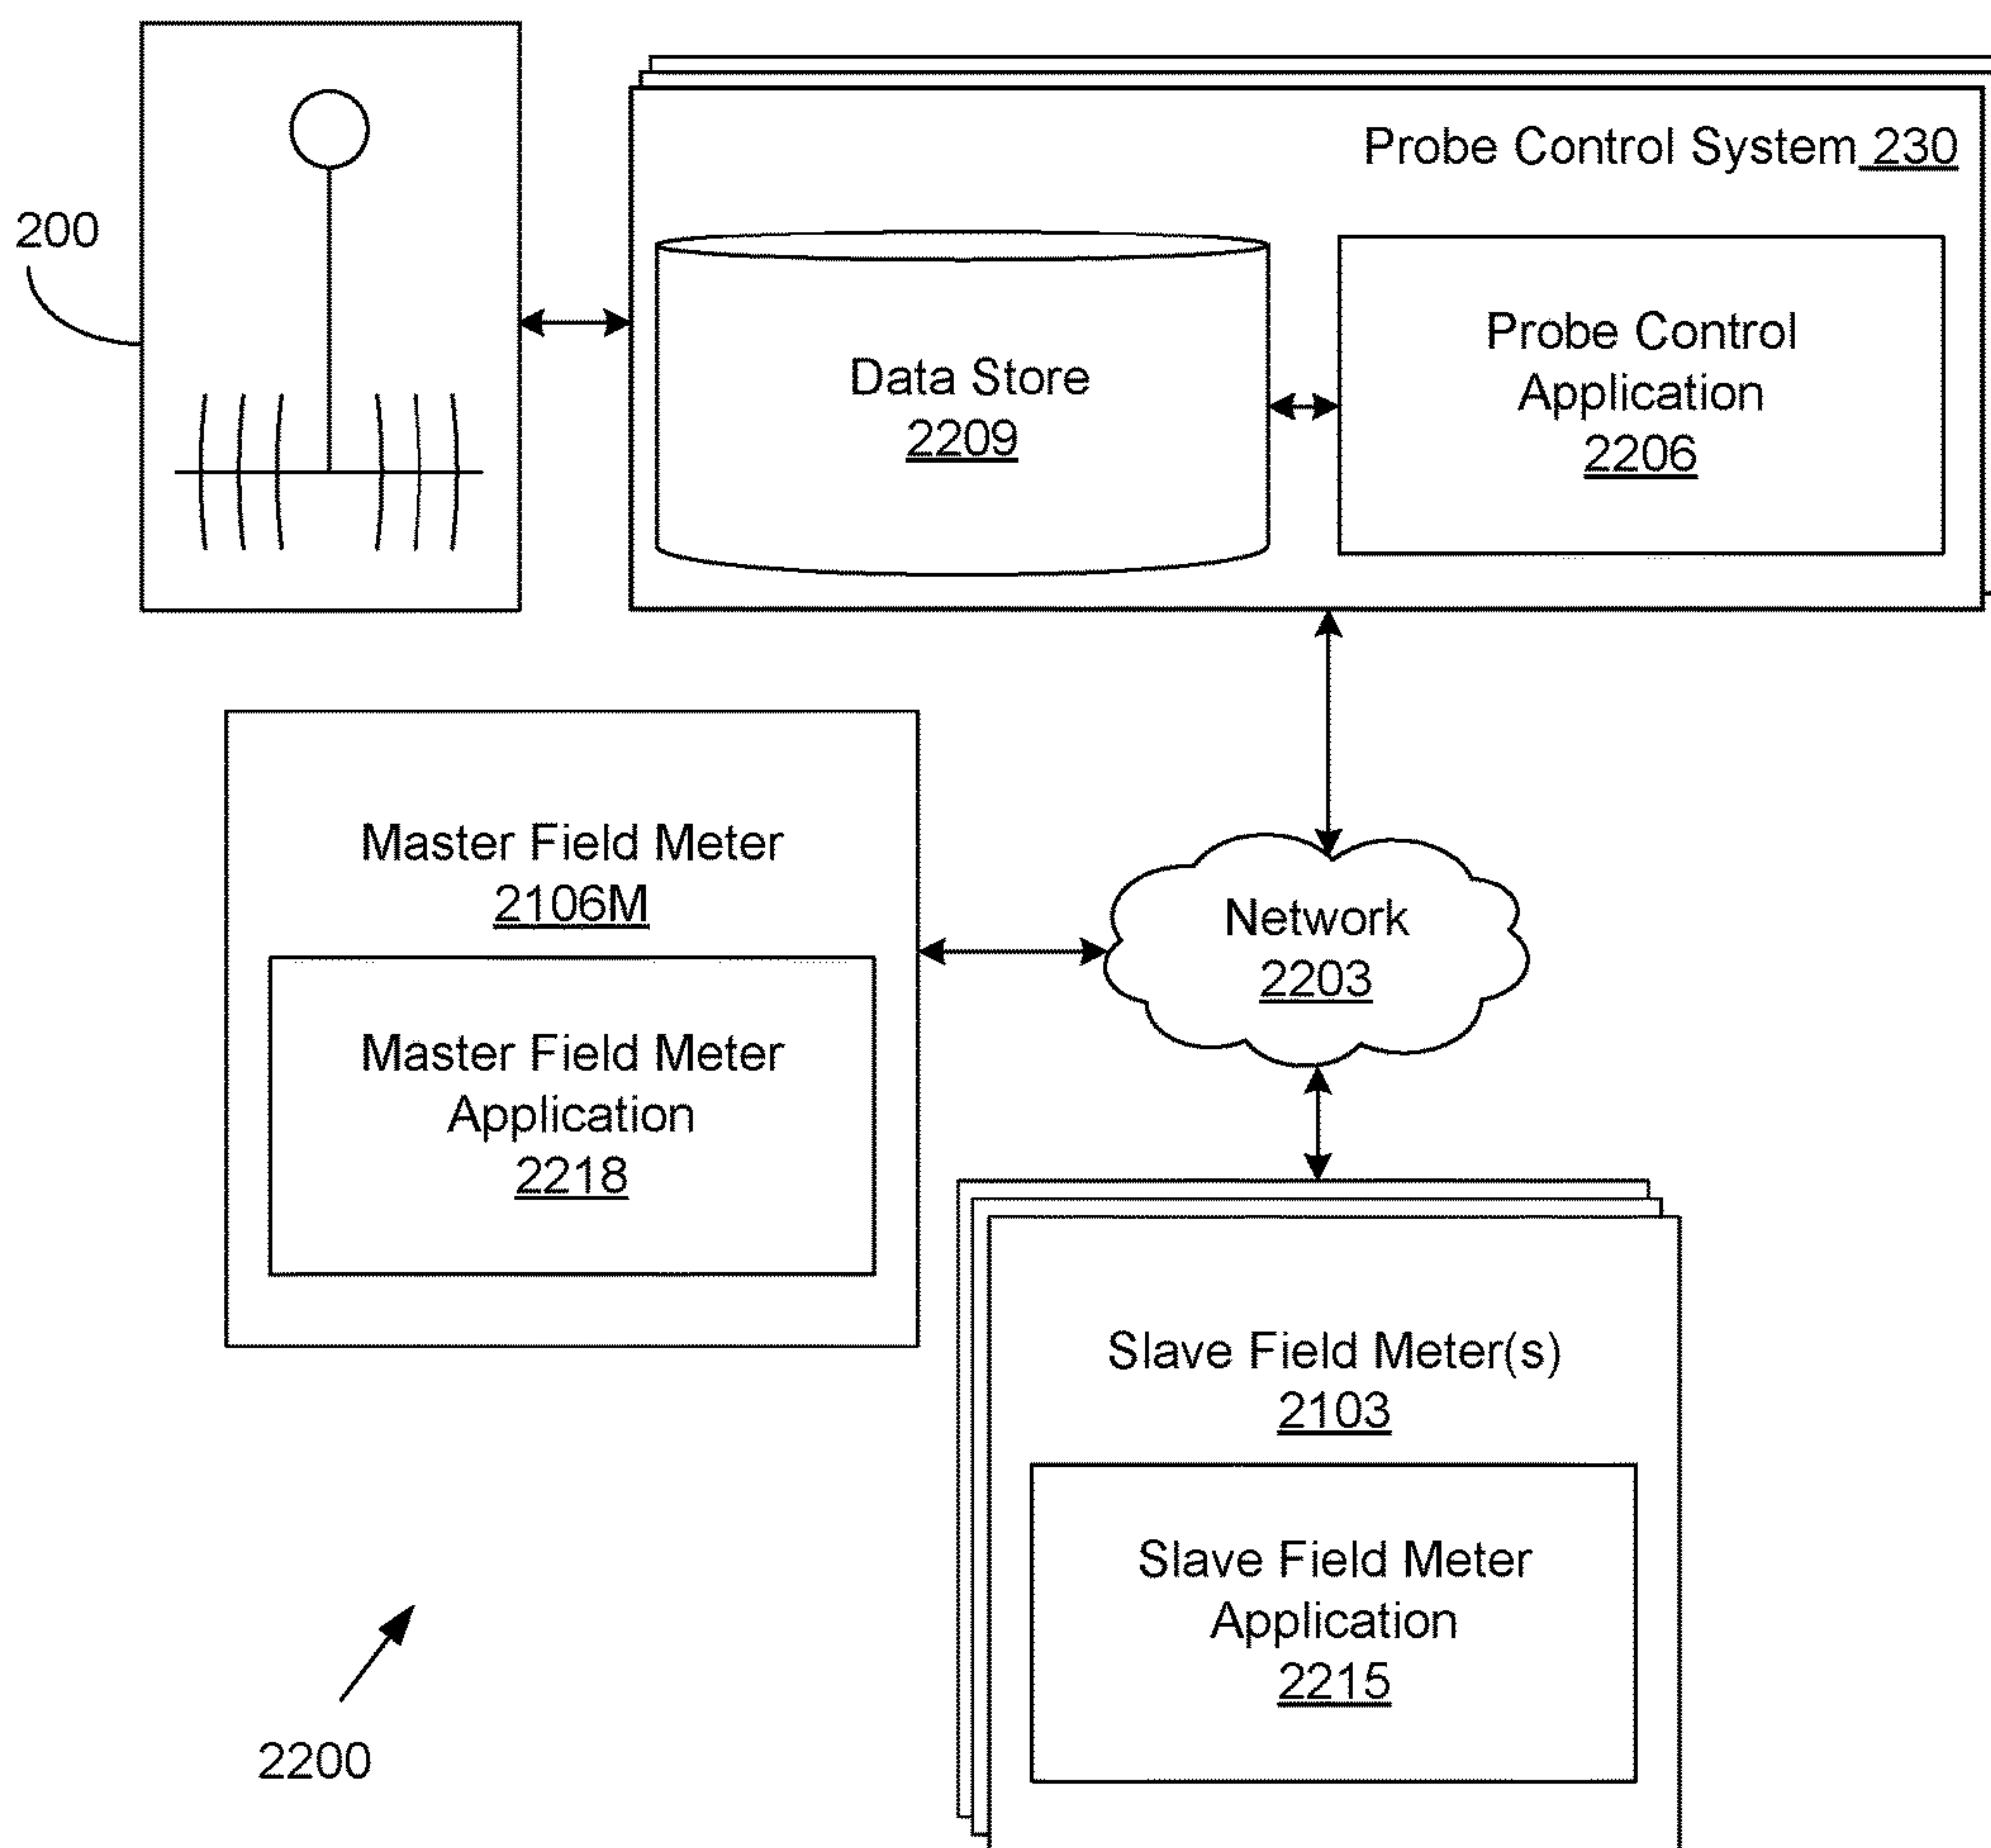 Probe Control System 230
200
Data Store
2209
Probe Control
Application
2206
Master Field Meter
2106M
Master Field Meter
Application
2218
Network
2203
Slave Field Meter(s)
2103
Slave Field Meter
Application
2215
2200